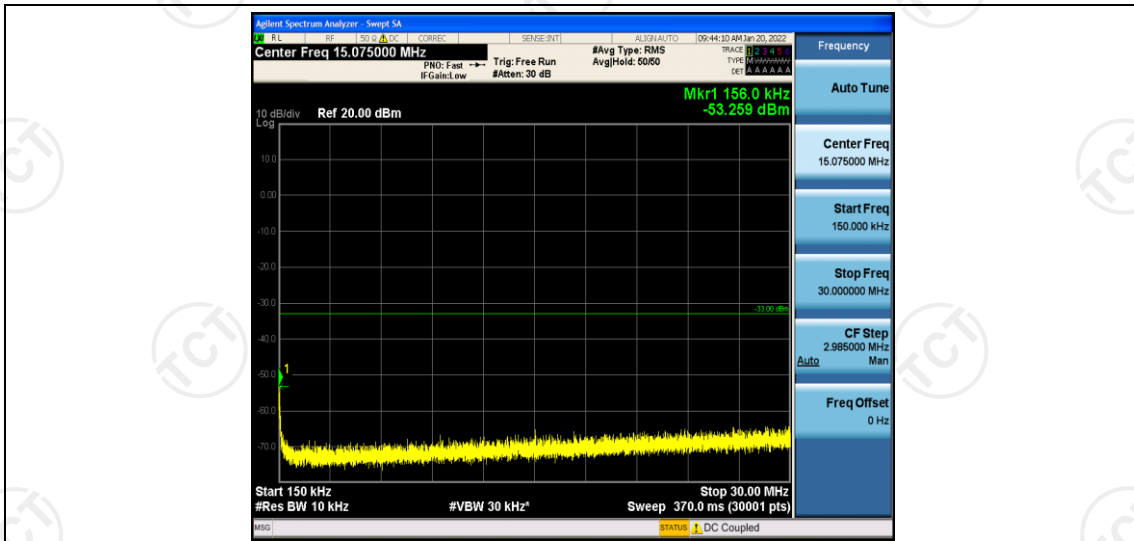 Agilent Spectrum Analyzer - Swept SA
RL RF 50 Ω DC CORREC SENSE:INT ALIGN AUTO 09:44:10 AM Jan 20, 2022
Center Freq 15.075000 MHz
PNO: Fast
IFGain:Low
Trig: Free Run
#Atten: 30 dB
#Avg Type: RMS
Avg|Hold: 50/50
TRACE 1 2 3 4 5 6
TYPE
DET A A A A A A
Mkr1 156.0 kHz
-53.259 dBm
10 dB/div Ref 20.00 dBm
Log
10.0
0.00
-10.0
-20.0
-30.0
-33.00 dBm
-40.0
-50.0
1
-60.0
-70.0
Start 150 kHz Stop 30.00 MHz
#Res BW 10 kHz #VBW 30 kHz* Sweep 370.0 ms (30001 pts)
MSG STATUS DC Coupled
Frequency
Auto Tune
Center Freq
15.075000 MHz
Start Freq
150.000 kHz
Stop Freq
30.000000 MHz
CF Step
2.985000 MHz
Auto Man
Freq Offset
0 Hz
TCT
TCT
TCT
TCT